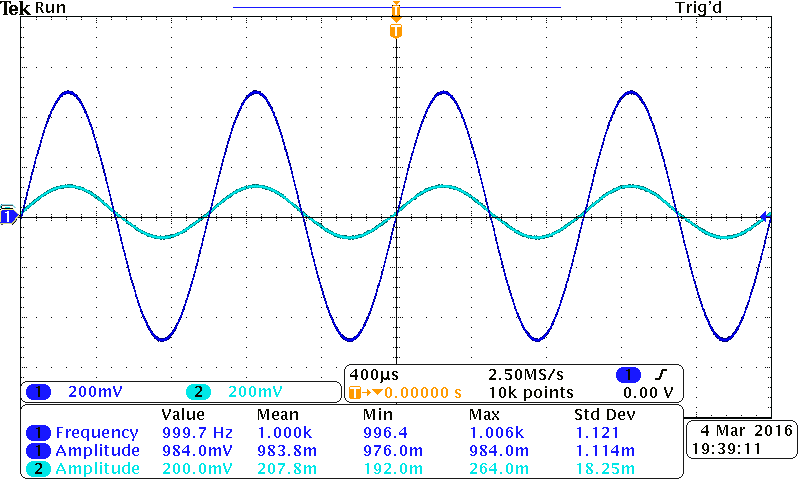 Tek Run Trig'd
T
T
1
400µs 2.50MS/s 1
T→▼0.00000 s 10k points 0.00 V
1 200mV 2 200mV
Value Mean Min Max Std Dev
1 Frequency 999.7 Hz 1.000k 996.4 1.006k 1.121
1 Amplitude 984.0mV 983.8m 976.0m 984.0m 1.114m
2 Amplitude 200.0mV 207.8m 192.0m 264.0m 18.25m
4 Mar 2016
19:39:11